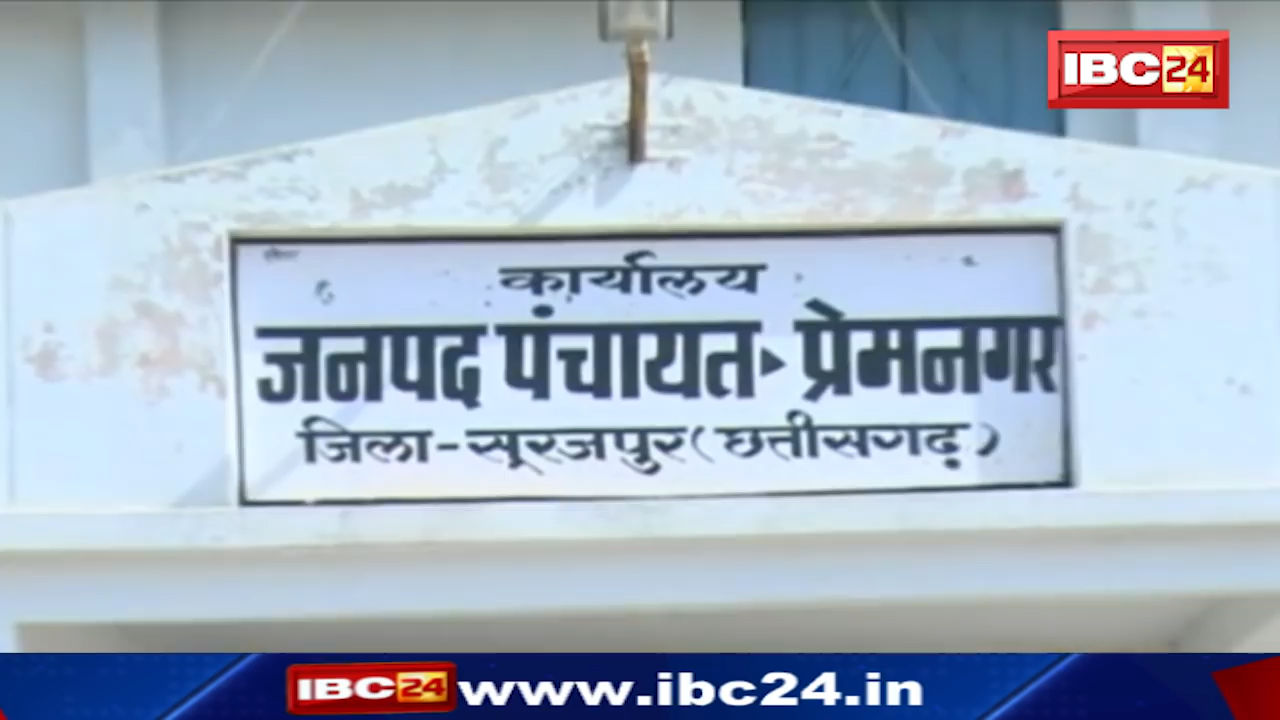 IBC24
कार्यालय
जनपद पंचायत▸ प्रेमनगर
जिला-सूरजपुर(छत्तीसगढ़)
IBC24 www.ibc24.in